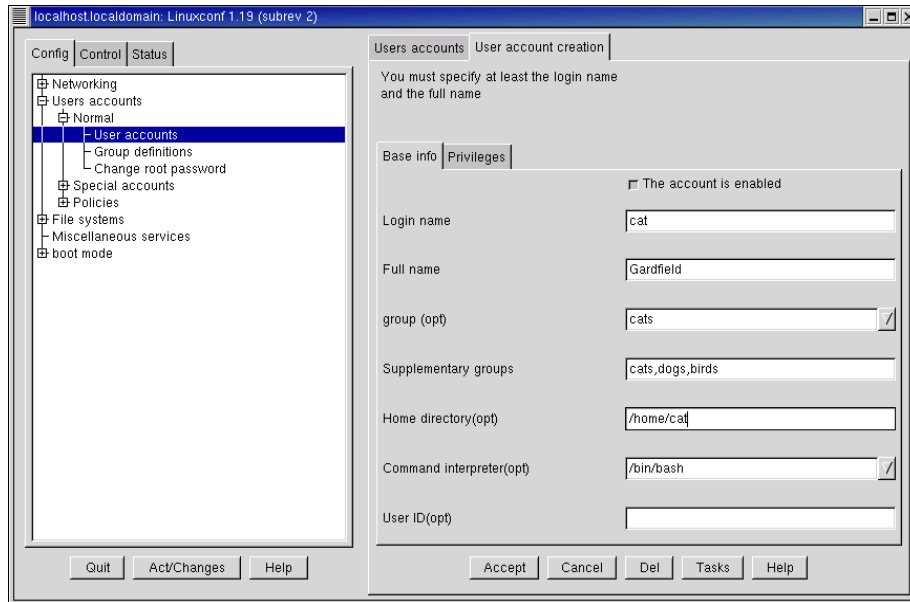 localhost.localdomain: Linuxconf 1.19 (subrev 2)
Config Control Status
Networking
Users accounts
Normal
User accounts
Group definitions
Change root password
Special accounts
Policies
File systems
Miscellaneous services
boot mode
Quit Act/Changes Help
Users accounts User account creation
You must specify at least the login name
and the full name
Base info Privileges
The account is enabled
Login name cat
Full name Gardfield
group (opt) cats
Supplementary groups cats,dogs,birds
Home directory(opt) /home/cat
Command interpreter(opt) /bin/bash
User ID(opt)
Accept Cancel Del Tasks Help